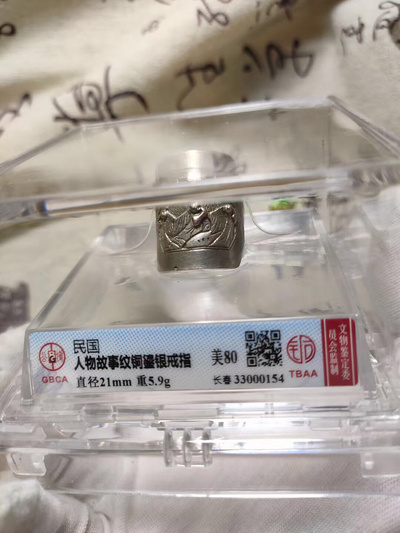 民国
人物故事纹铜鎏银戒指
直径21mm 重5.9g
美80
长春 33000154
GBCA
TBAA
文物鉴定委
员会监制